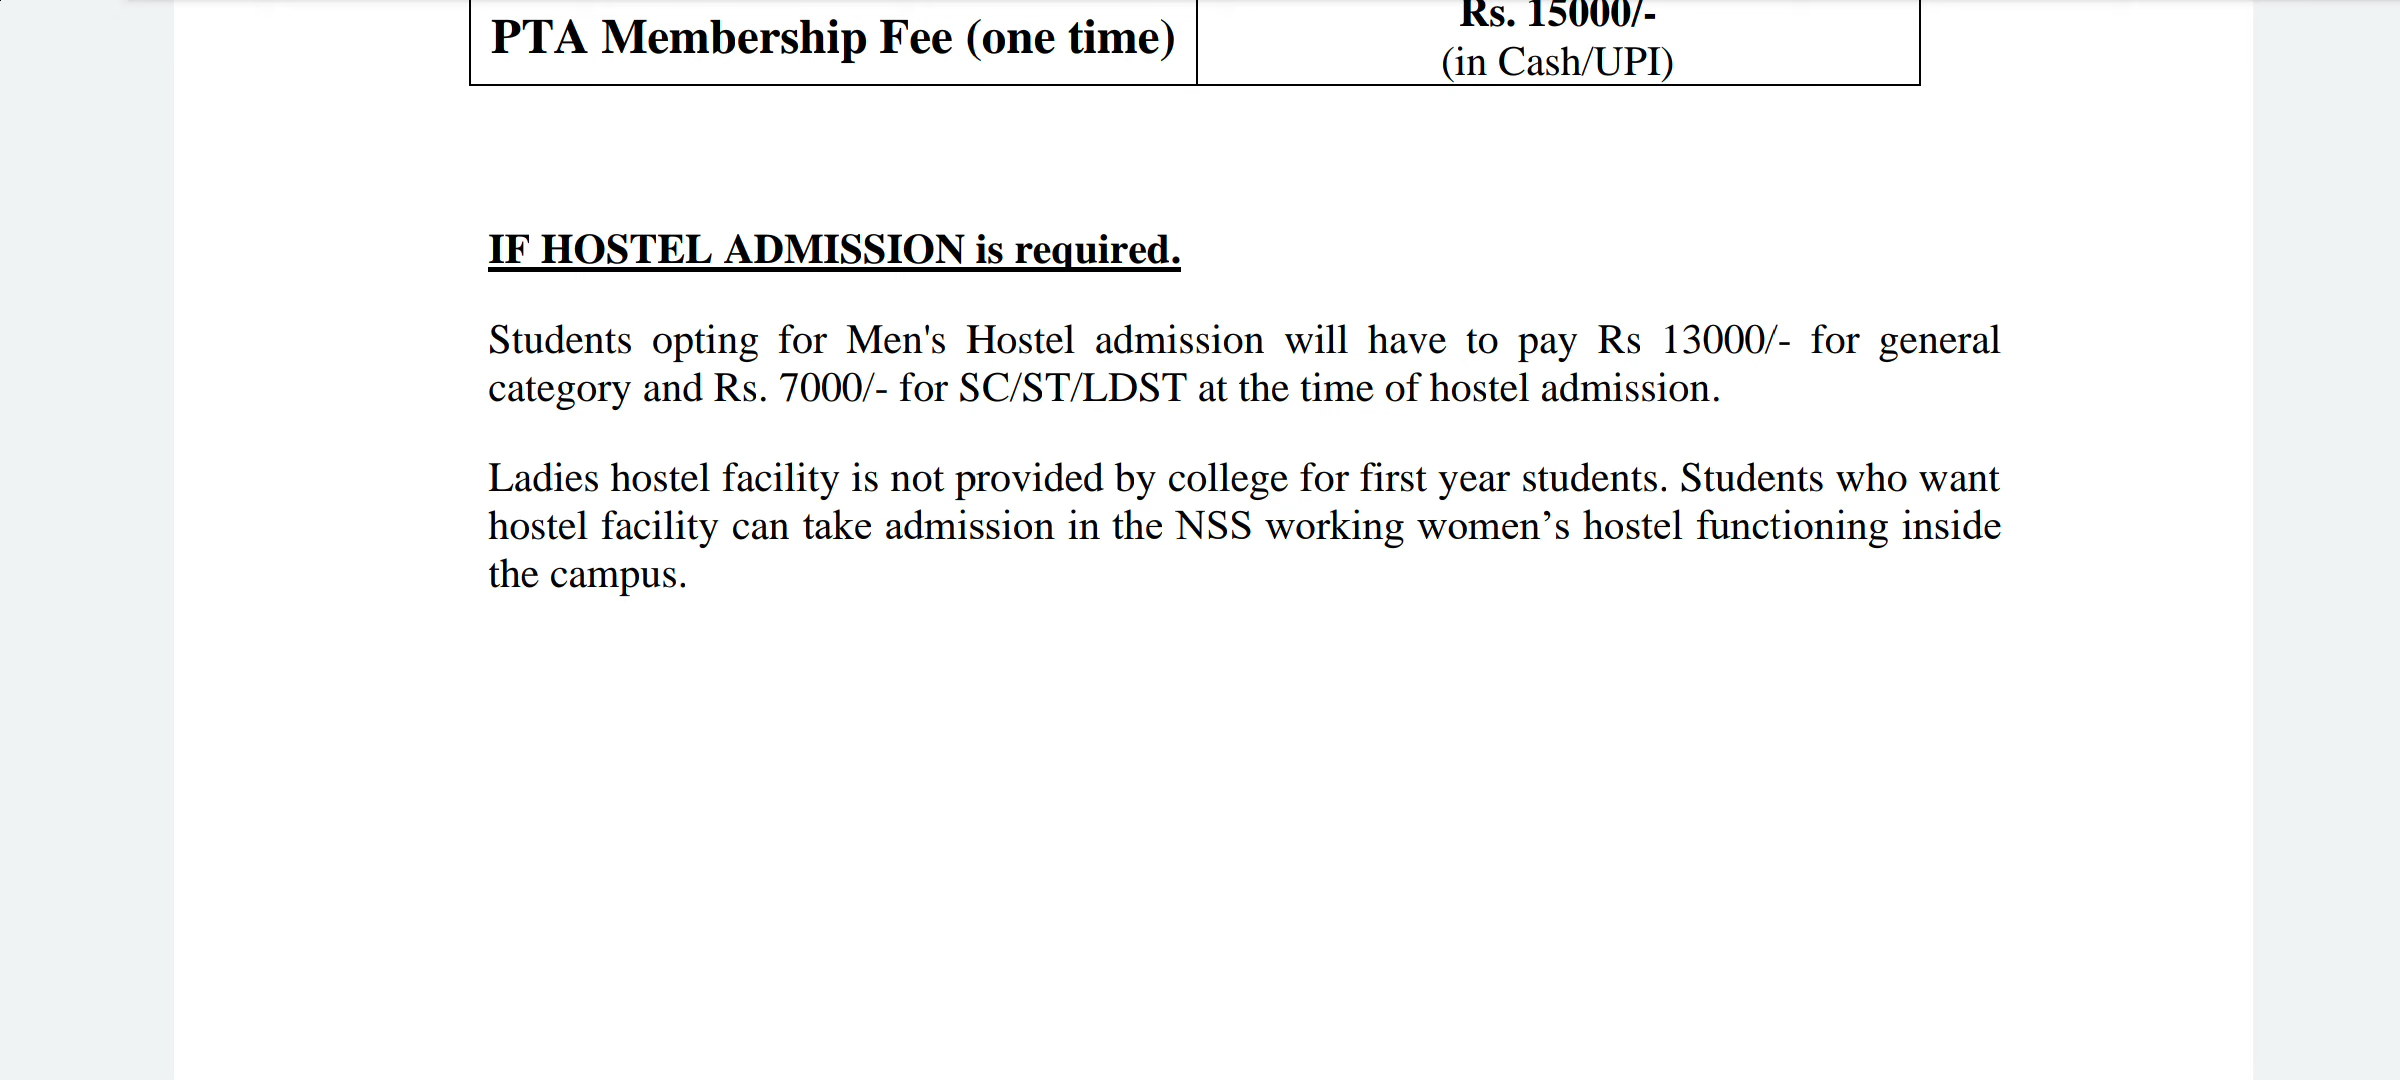 PTA Membership Fee (one time)
Rs. 15000/-
(in Cash/UPI)
IF HOSTEL ADMISSION is required.
Students opting for Men's Hostel admission will have to pay Rs 13000/- for general
category and Rs. 7000/- for SC/ST/LDST at the time of hostel admission.
Ladies hostel facility is not provided by college for first year students. Students who want
hostel facility can take admission in the NSS working women’s hostel functioning inside
the campus.